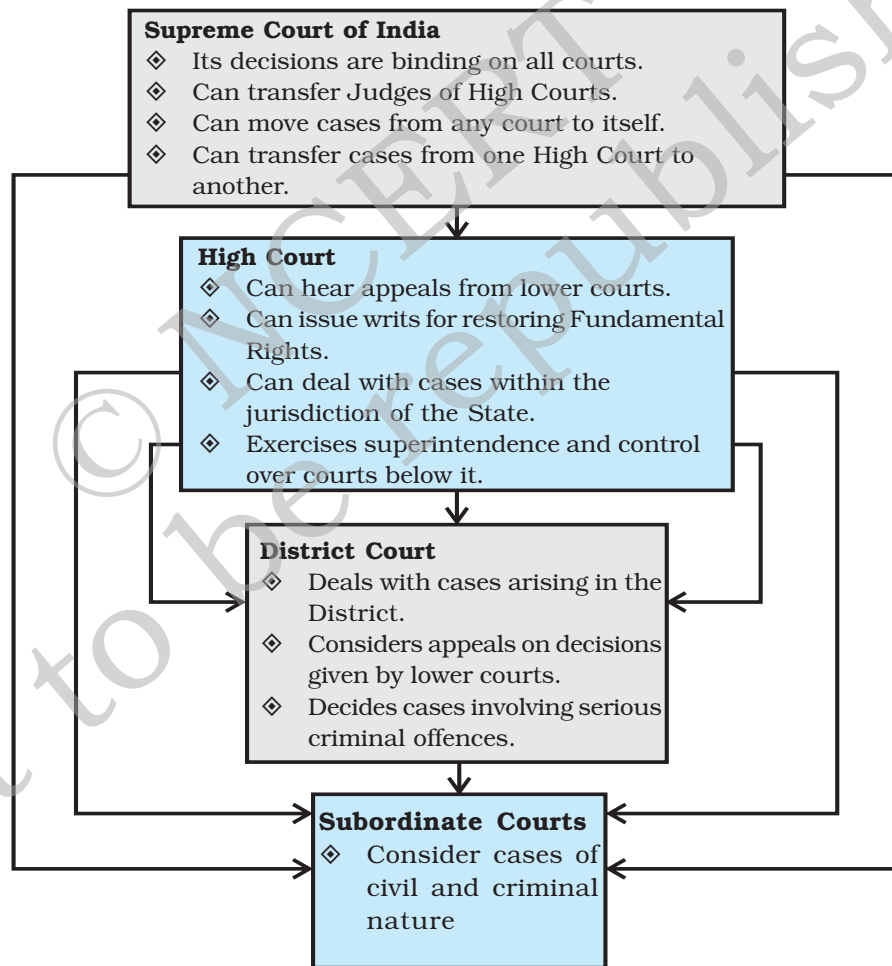 Supreme Court of India
◈ Its decisions are binding on all courts.
◈ Can transfer Judges of High Courts.
◈ Can move cases from any court to itself.
◈ Can transfer cases from one High Court to
another.
High Court
◈ Can hear appeals from lower courts.
◈ Can issue writs for restoring Fundamental
Rights.
◈ Can deal with cases within the
jurisdiction of the State.
◈ Exercises superintendence and control
over courts below it.
District Court
◈ Deals with cases arising in the
District.
◈ Considers appeals on decisions
given by lower courts.
◈ Decides cases involving serious
criminal offences.
Subordinate Courts
◈ Consider cases of
civil and criminal
nature
© NCERT
to be republish